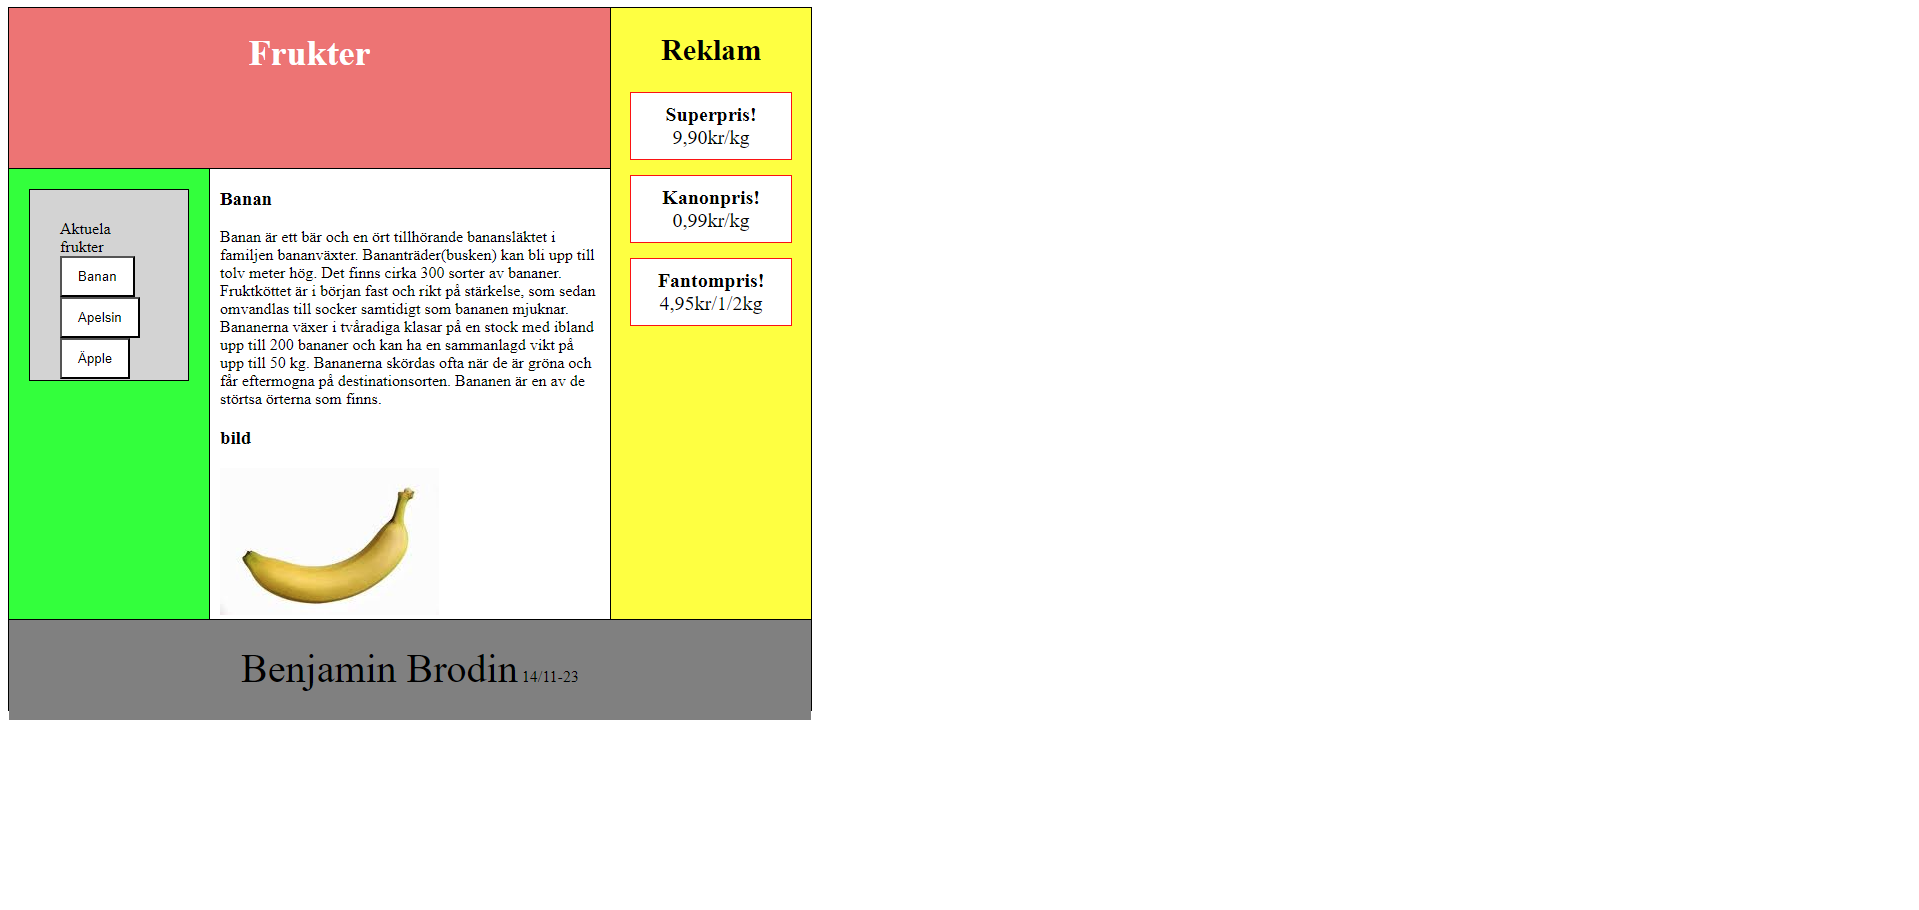 Frukter
Reklam
Superpris!
9,90kr/kg
Kanonpris!
0,99kr/kg
Fantompris!
4,95kr/1/2kg
Aktuela
frukter
Banan
Apelsin
Äpple
Banan
Banan är ett bär och en ört tillhörande banansläktet i
familjen bananväxter. Bananträder(busken) kan bli upp till
tolv meter hög. Det finns cirka 300 sorter av bananer.
Fruktköttet är i början fast och rikt på stärkelse, som sedan
omvandlas till socker samtidigt som bananen mjuknar.
Bananerna växer i tvåradiga klasar på en stock med ibland
upp till 200 bananer och kan ha en sammanlagd vikt på
upp till 50 kg. Bananerna skördas ofta när de är gröna och
får eftermogna på destinationsorten. Bananen är en av de
störtsa örterna som finns.
bild
Benjamin Brodin 14/11-23